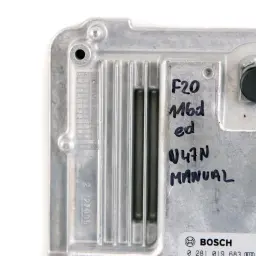 F20
116d
ed
N47N
MANUAL
BOSCH
0 281 019 683